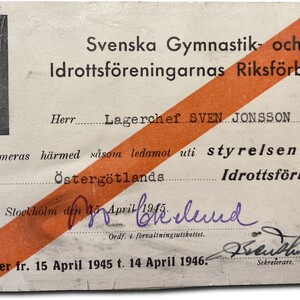 Svenska Gymnastik- och
Idrottsföreningarnas Riksförb
Herr Lagerchef SVEN JONSSON
meras härmed såsom ledamot uti styrelsen
Östergötlands Idrottsförb
Stockholm den April 1945
Ordf. i förvaltningsutskottet.
Sekreterare.
er fr. 15 April 1945 t. 14 April 1946.